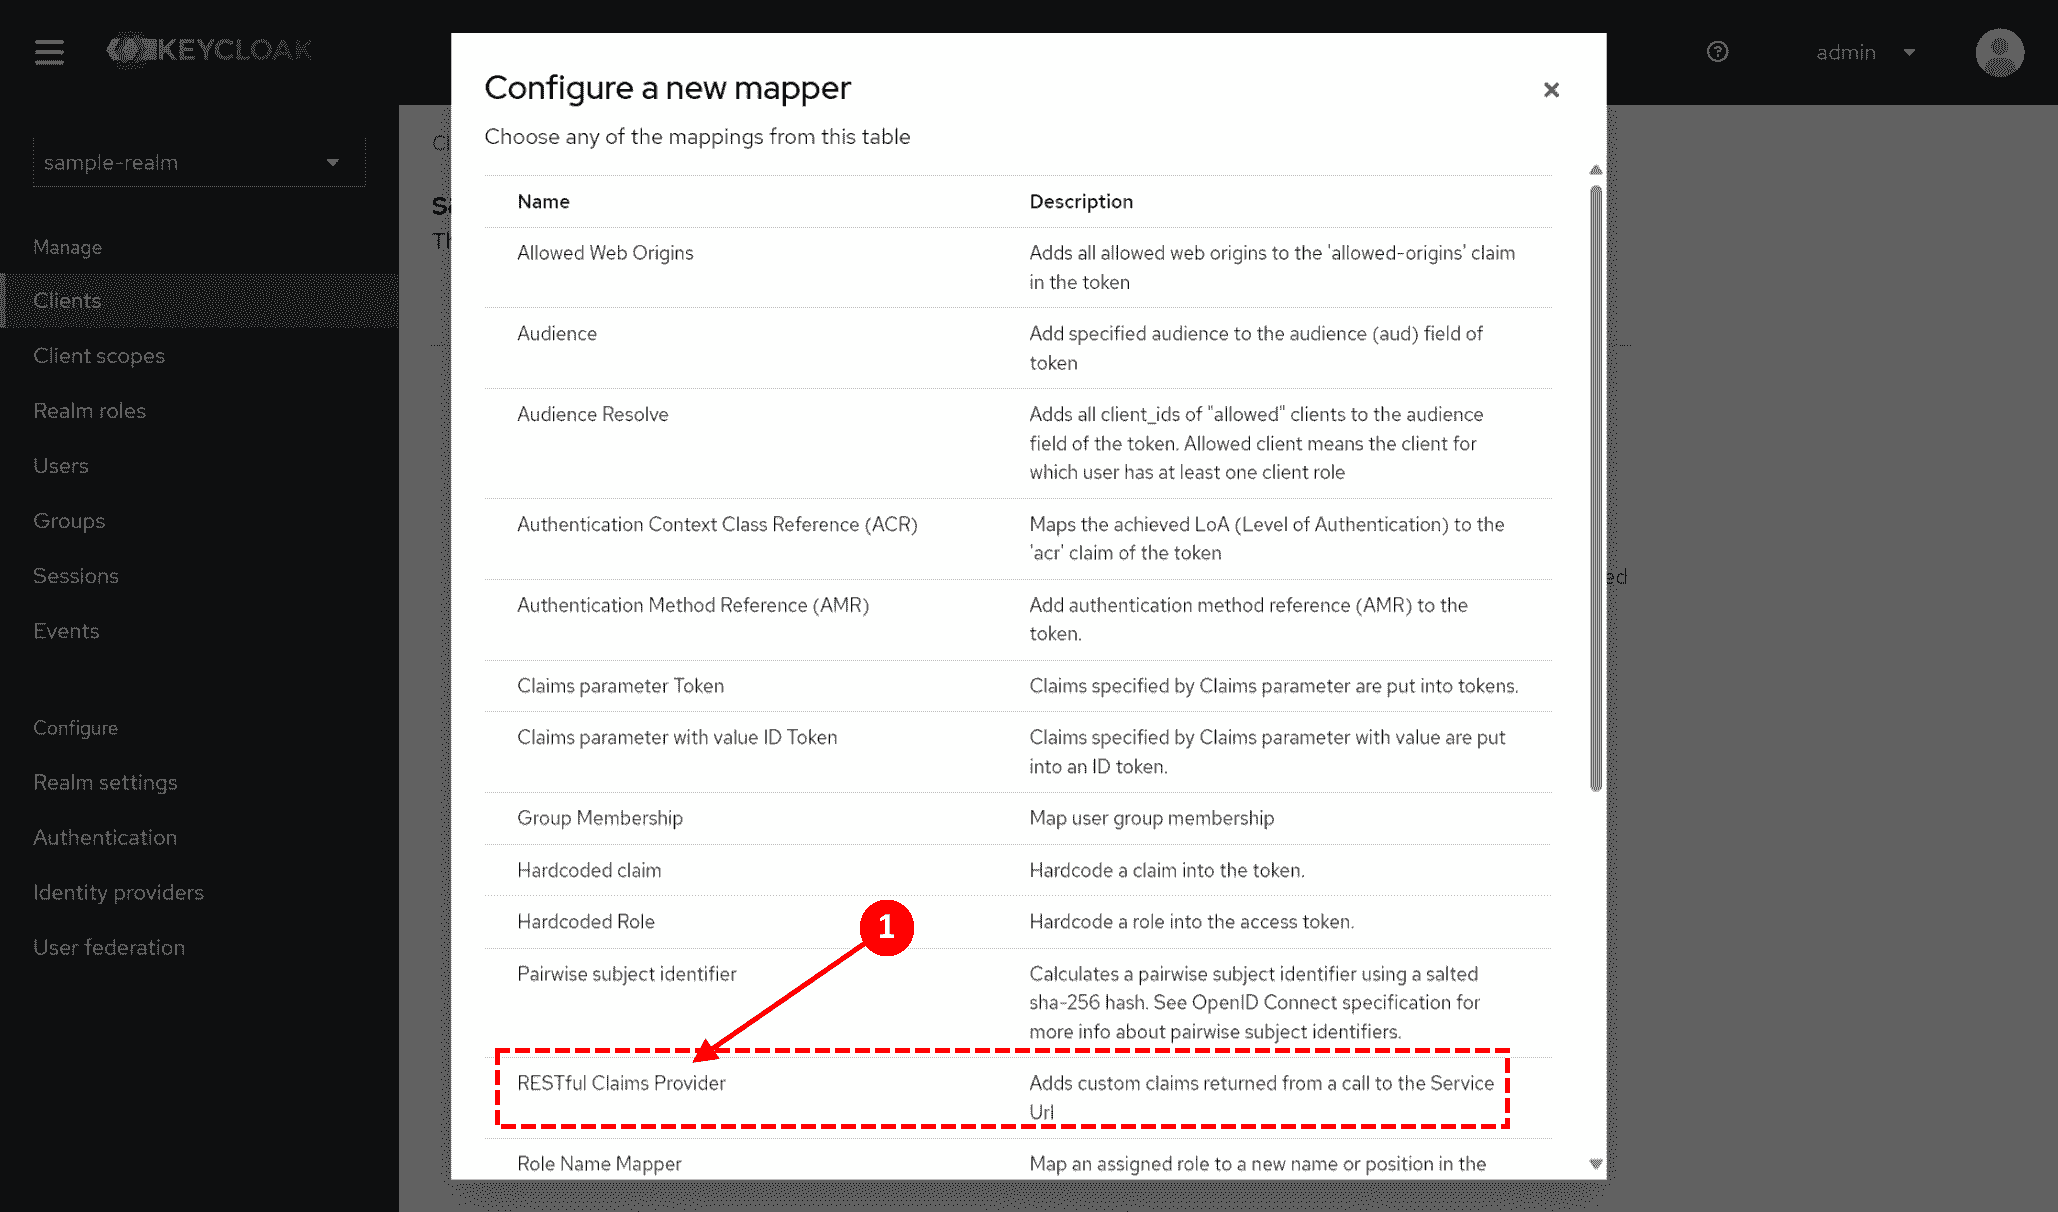 KEYCLOAK
admin
sample-realm
Manage
Clients
Client scopes
Realm roles
Users
Groups
Sessions
Events
Configure
Realm settings
Authentication
Identity providers
User federation
Configure a new mapper
Choose any of the mappings from this table
Name
Description
Allowed Web Origins
Adds all allowed web origins to the 'allowed-origins' claim
in the token
Audience
Add specified audience to the audience (aud) field of
token
Audience Resolve
Adds all client_ids of "allowed" clients to the audience
field of the token. Allowed client means the client for
which user has at least one client role
Authentication Context Class Reference (ACR)
Maps the achieved LoA (Level of Authentication) to the
'acr' claim of the token
Authentication Method Reference (AMR)
Add authentication method reference (AMR) to the
token.
Claims parameter Token
Claims specified by Claims parameter are put into tokens.
Claims parameter with value ID Token
Claims specified by Claims parameter with value are put
into an ID token.
Group Membership
Map user group membership
Hardcoded claim
Hardcode a claim into the token.
Hardcoded Role
Hardcode a role into the access token.
1
Pairwise subject identifier
Calculates a pairwise subject identifier using a salted
sha-256 hash. See OpenID Connect specification for
more info about pairwise subject identifiers.
RESTful Claims Provider
Adds custom claims returned from a call to the Service
Url
Role Name Mapper
Map an assigned role to a new name or position in the